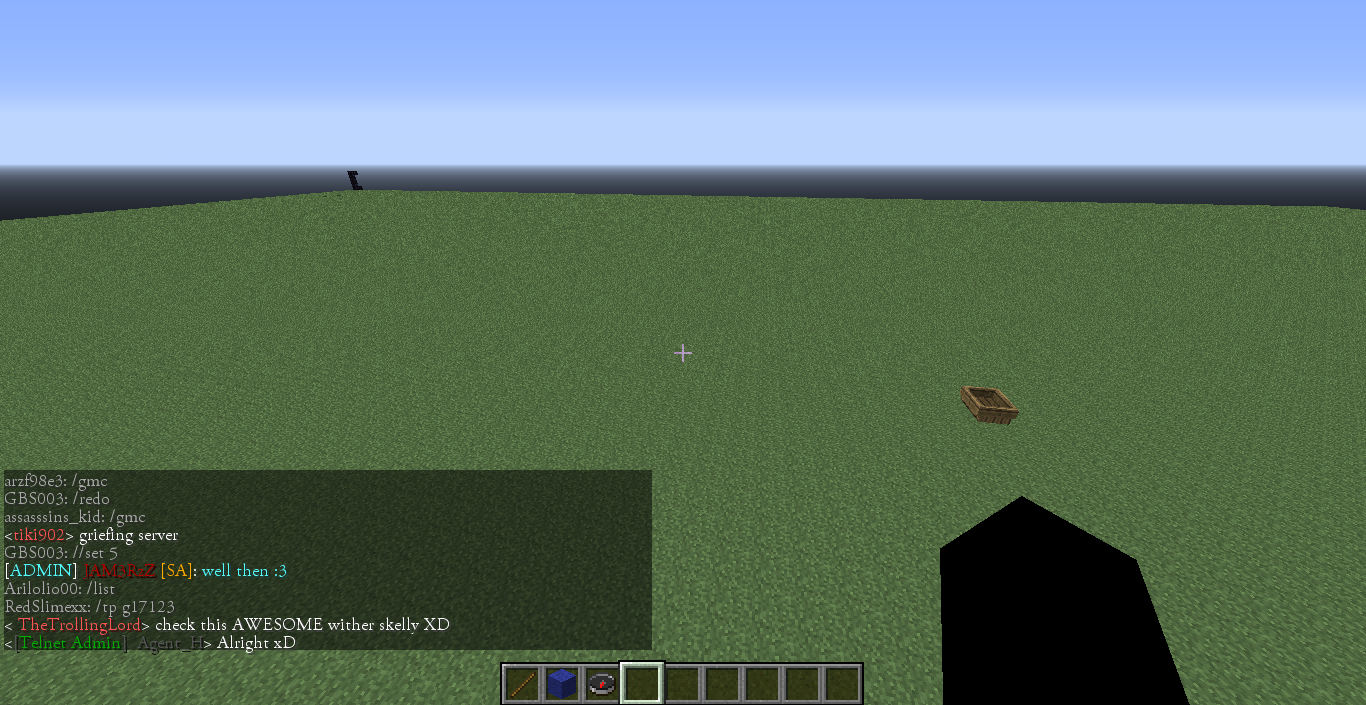 arzf98e3: /gmc
GBS003: /redo
assasssins_kid: /gmc
<tiki902> griefing server
GBS003: //set 5
[ADMIN] JAM3RzZ [SA]: well then :3
Arilolio00: /list
RedSlimexx: /tp g17123
< TheTrollingLord> check this AWESOME wither skelly XD
<[Telnet Admin] Agent_H> Alright xD